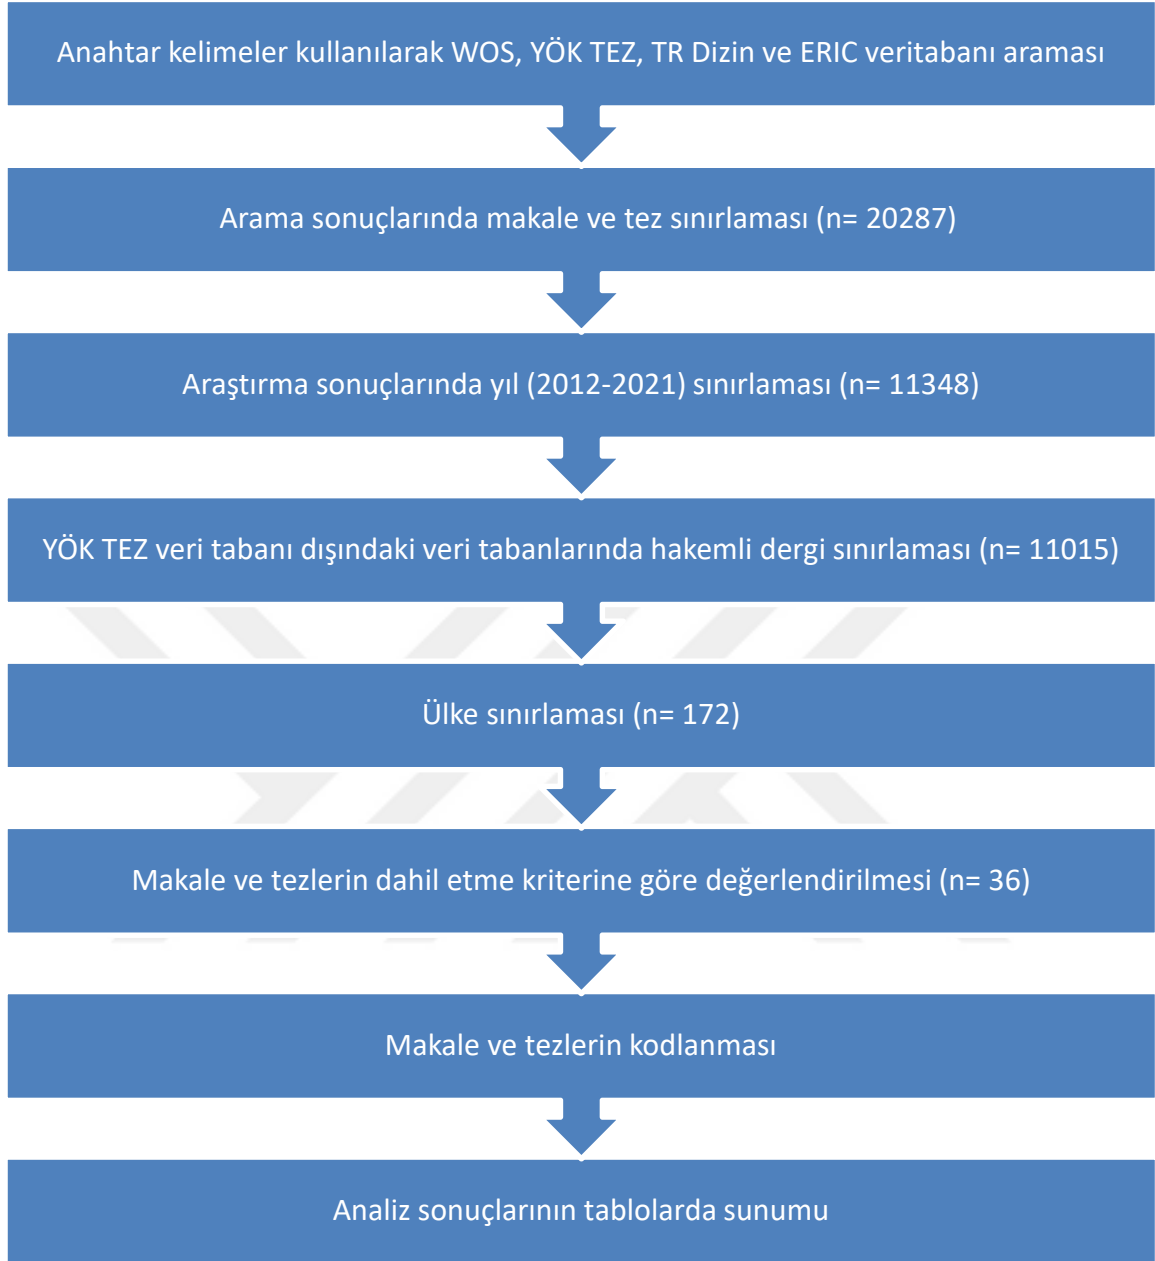 Anahtar kelimeler kullanılarak WOS, YÖK TEZ, TR Dizin ve ERIC veritabanı araması
Arama sonuçlarında makale ve tez sınırlaması (n= 20287)
Araştırma sonuçlarında yıl (2012-2021) sınırlaması (n= 11348)
YÖK TEZ veri tabanı dışındaki veri tabanlarında hakemli dergi sınırlaması (n= 11015)
Ülke sınırlaması (n= 172)
Makale ve tezlerin dahil etme kriterine göre değerlendirilmesi (n= 36)
Makale ve tezlerin kodlanması
Analiz sonuçlarının tablolarda sunumu